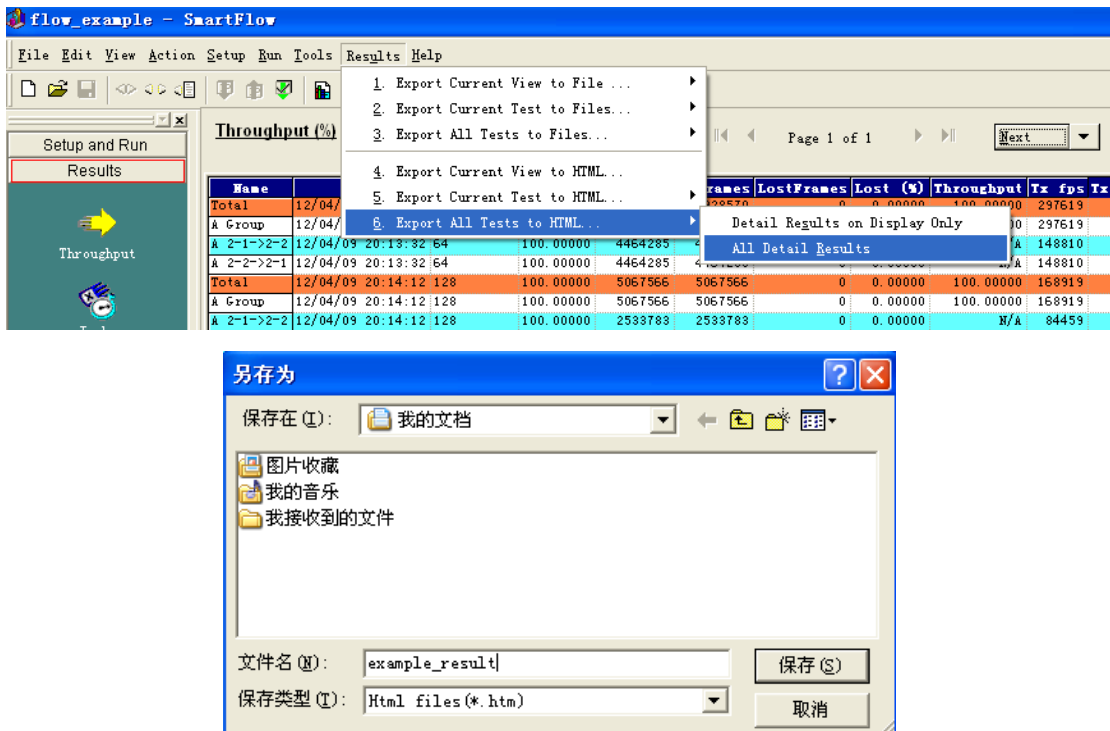 flow_example - SmartFlow
File Edit View Action Setup Run Tools Results Help
1. Export Current View to File ...
2. Export Current Test to Files...
3. Export All Tests to Files...
4. Export Current View to HTML...
5. Export Current Test to HTML...
6. Export All Tests to HTML...
Detail Results on Display Only
All Detail Results
Setup and Run
Results
Throughput
Throughput (%)
Page 1 of 1
Next
Name LostFrames Lost (%) Throughput Tx fps Tx
Total 12/04/ 0 0.00000 100.00000 297619
A Group 12/04/ 297619
A 2-1->2-2 12/04/09 20:13:32 64 100.00000 4464285 148810
A 2-2->2-1 12/04/09 20:13:32 64 100.00000 4464285 148810
Total 12/04/09 20:14:12 128 100.00000 5067566 5067566 0 0.00000 100.00000 168919
A Group 12/04/09 20:14:12 128 100.00000 5067566 5067566 0 0.00000 100.00000 168919
A 2-1->2-2 12/04/09 20:14:12 128 100.00000 2533783 2533783 0 0.00000 N/A 84459
另存为
保存在(I): 我的文档
图片收藏
我的音乐
我接收到的文件
文件名(N): example_result 保存(S)
保存类型(T): Html files(*.htm) 取消